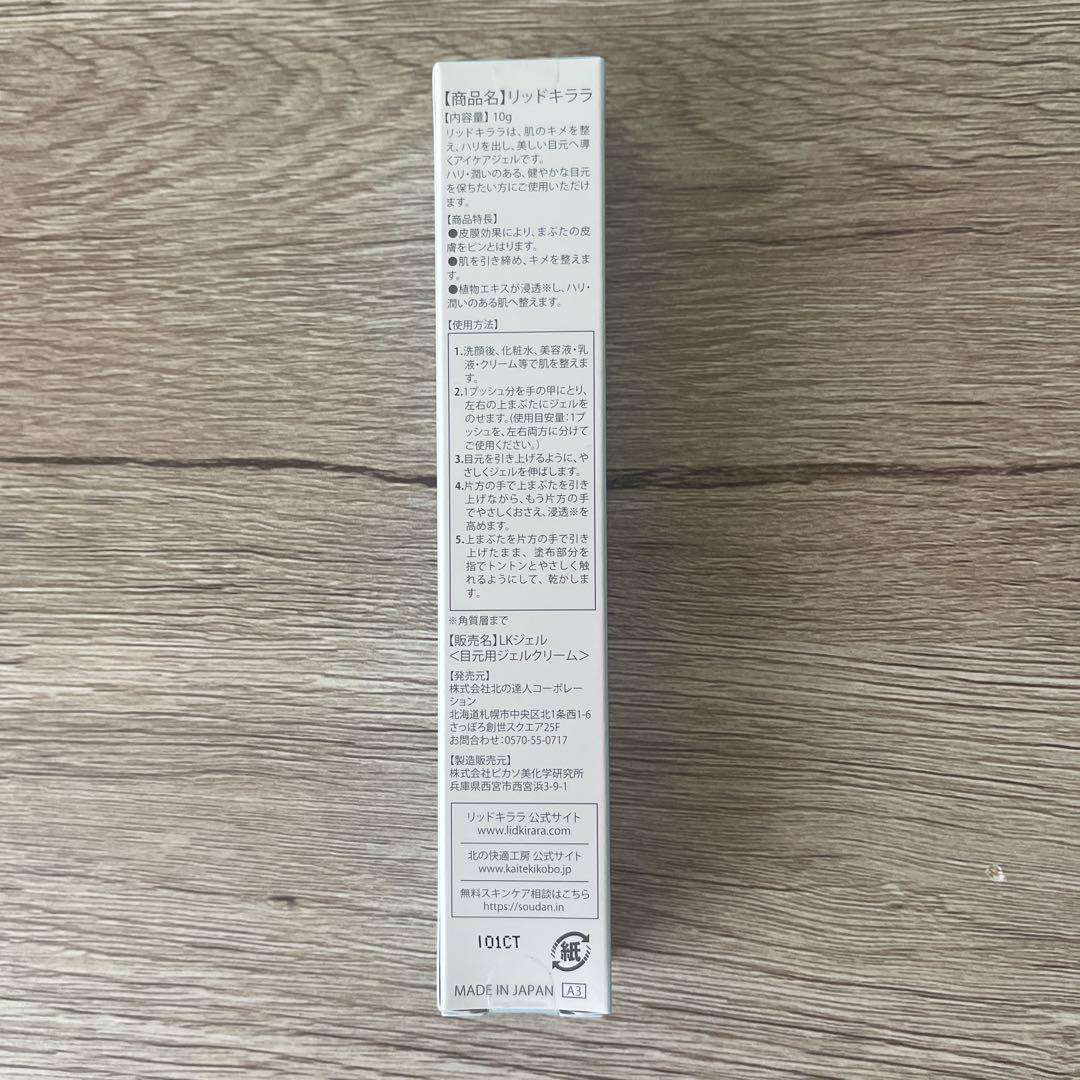 【商品名】リッドキララ
【内容量】10g
リッドキララは、肌のキメを整
え、ハリを出し、美しい目元へ導
くアイケアジェルです。
ハリ・潤いのある、健やかな目元
を保ちたい方にご使用いただけ
ます。
【商品特長】
●皮膜効果により、まぶたの皮
膚をピンとはります。
●肌を引き締め、キメを整えま
す。
●植物エキスが浸透※し、ハリ・
潤いのある肌へ整えます。
【使用方法】
1.洗顔後、化粧水、美容液・乳
液・クリーム等で肌を整えま
す。
2.1プッシュ分を手の甲にとり、
左右の上まぶたにジェルを
のせます。(使用目安量:1プ
ッシュを、左右両方に分けて
ご使用ください。)
3.目元を引き上げるように、や
さしくジェルを伸ばします。
4.片方の手で上まぶたを引き
上げながら、もう片方の手
でやさしくおさえ、浸透※を
高めます。
5.上まぶたを片方の手で引き
上げたまま、塗布部分を
指でトントンとやさしく触
れるようにして、乾かしま
す。
※角質層まで
【販売名】LKジェル
＜目元用ジェルクリーム＞
【発売元】
株式会社北の達人コーポレー
ション
北海道札幌市中央区北1条西1-6
さっぽろ創世スクエア25F
お問合わせ:0570-55-0717
【製造販売元】
株式会社ピカソ美化学研究所
兵庫県西宮市西宮浜3-9-1
リッドキララ 公式サイト
www.lidkirara.com
北の快適工房 公式サイト
www.kaitekikobo.jp
無料スキンケア相談はこちら
https://soudan.in
I01CT
紙
MADE IN JAPAN A3